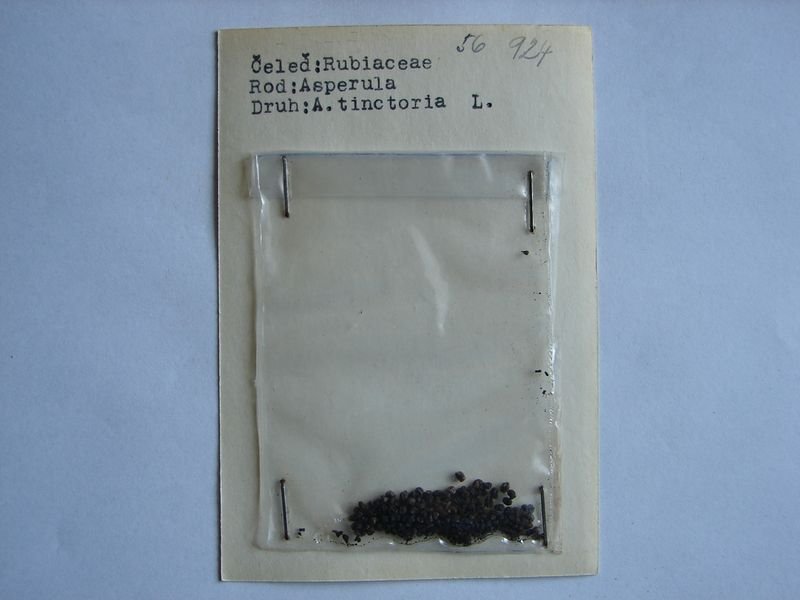 56 924
Čeleď:Rubiaceae
Rod:Asperula
Druh:A.tinctoria L.